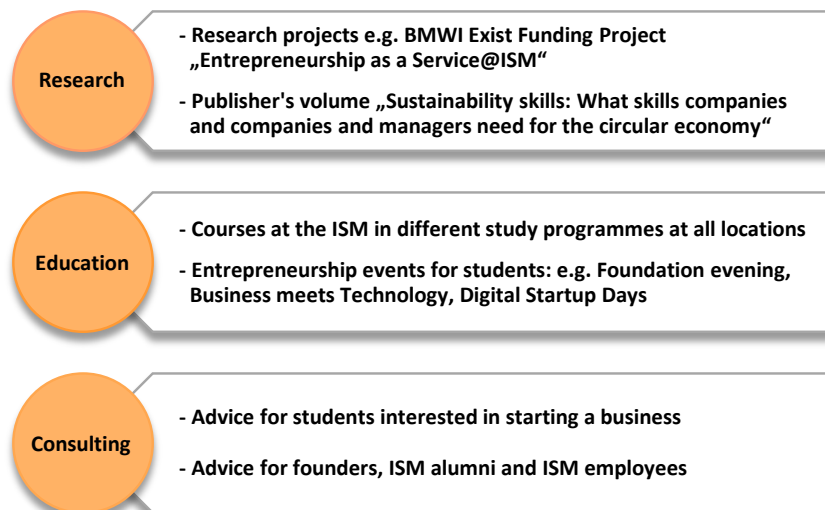 Research
- Research projects e.g. BMWI Exist Funding Project
„Entrepreneurship as a Service@ISM“
- Publisher's volume „Sustainability skills: What skills companies
and companies and managers need for the circular economy“
Education
- Courses at the ISM in different study programmes at all locations
- Entrepreneurship events for students: e.g. Foundation evening,
Business meets Technology, Digital Startup Days
Consulting
- Advice for students interested in starting a business
- Advice for founders, ISM alumni and ISM employees